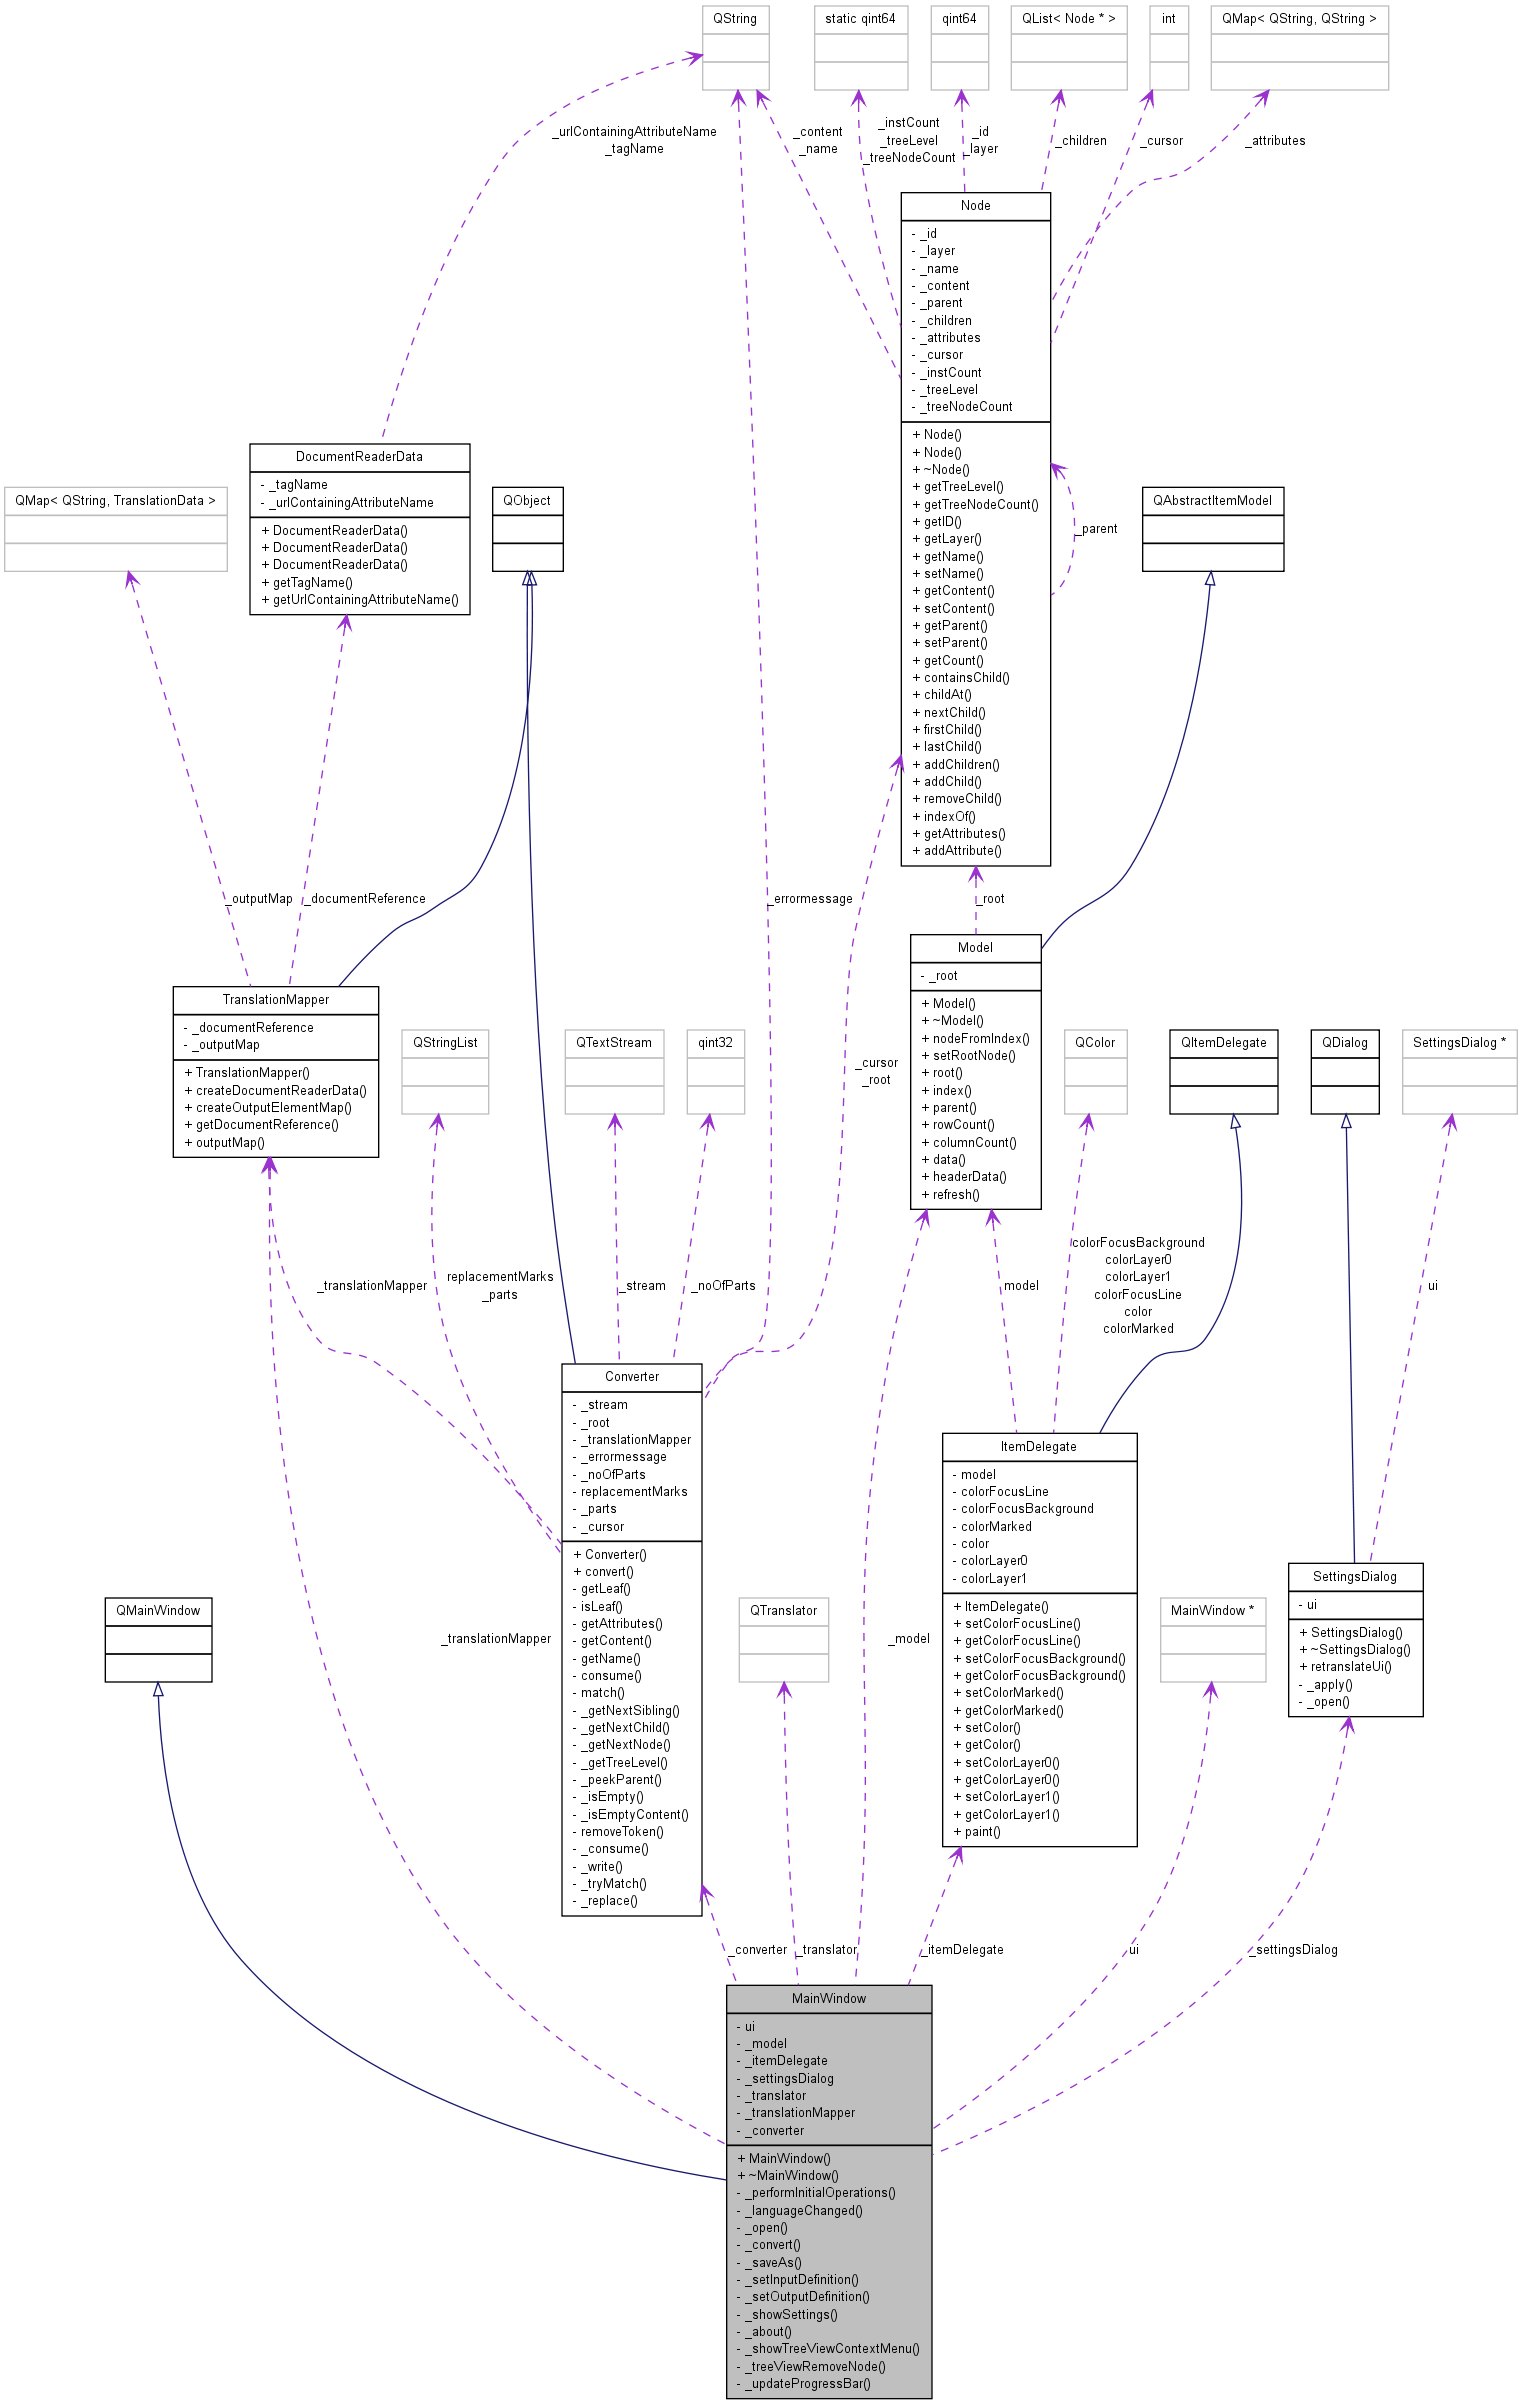 QString
static qint64
qint64
QList< Node * >
int
QMap< QString, QString >
_urlContainingAttributeName
_tagName
_content
_name
_instCount
_treeLevel
_treeNodeCount
_id
_layer
_children
_cursor
_attributes
Node
- _id
- _layer
- _name
- _content
- _parent
- _children
- _attributes
- _cursor
- _instCount
- _treeLevel
- _treeNodeCount
+ Node()
+ Node()
+ ~Node()
+ getTreeLevel()
+ getTreeNodeCount()
+ getID()
+ getLayer()
+ getName()
+ setName()
+ getContent()
+ setContent()
+ getParent()
+ setParent()
+ getCount()
+ containsChild()
+ childAt()
+ nextChild()
+ firstChild()
+ lastChild()
+ addChildren()
+ addChild()
+ removeChild()
+ indexOf()
+ getAttributes()
+ addAttribute()
_parent
QMap< QString, TranslationData >
DocumentReaderData
- _tagName
- _urlContainingAttributeName
+ DocumentReaderData()
+ DocumentReaderData()
+ DocumentReaderData()
+ getTagName()
+ getUrlContainingAttributeName()
QObject
QAbstractItemModel
_outputMap
_documentReference
_errormessage
_root
TranslationMapper
- _documentReference
- _outputMap
+ TranslationMapper()
+ createDocumentReaderData()
+ createOutputElementMap()
+ getDocumentReference()
+ outputMap()
QStringList
QTextStream
qint32
_cursor
_root
Model
- _root
+ Model()
+ ~Model()
+ nodeFromIndex()
+ setRootNode()
+ root()
+ index()
+ parent()
+ rowCount()
+ columnCount()
+ data()
+ headerData()
+ refresh()
QColor
QItemDelegate
QDialog
SettingsDialog *
_translationMapper
replacementMarks
_parts
_stream
_noOfParts
model
colorFocusBackground
colorLayer0
colorLayer1
colorFocusLine
color
colorMarked
ui
Converter
- _stream
- _root
- _translationMapper
- _errormessage
- _noOfParts
- replacementMarks
- _parts
- _cursor
+ Converter()
+ convert()
- getLeaf()
- isLeaf()
- getAttributes()
- getContent()
- getName()
- consume()
- match()
- _getNextSibling()
- _getNextChild()
- _getNextNode()
- _getTreeLevel()
- _peekParent()
- _isEmpty()
- _isEmptyContent()
- removeToken()
- _consume()
- _write()
- _tryMatch()
- _replace()
ItemDelegate
- model
- colorFocusLine
- colorFocusBackground
- colorMarked
- color
- colorLayer0
- colorLayer1
+ ItemDelegate()
+ setColorFocusLine()
+ getColorFocusLine()
+ setColorFocusBackground()
+ getColorFocusBackground()
+ setColorMarked()
+ getColorMarked()
+ setColor()
+ getColor()
+ setColorLayer0()
+ getColorLayer0()
+ setColorLayer1()
+ getColorLayer1()
+ paint()
SettingsDialog
- ui
+ SettingsDialog()
+ ~SettingsDialog()
+ retranslateUi()
- _apply()
- _open()
QMainWindow
_translationMapper
QTranslator
_model
MainWindow *
_converter
_translator
_itemDelegate
ui
_settingsDialog
MainWindow
- ui
- _model
- _itemDelegate
- _settingsDialog
- _translator
- _translationMapper
- _converter
+ MainWindow()
+ ~MainWindow()
- _performInitialOperations()
- _languageChanged()
- _open()
- _convert()
- _saveAs()
- _setInputDefinition()
- _setOutputDefinition()
- _showSettings()
- _about()
- _showTreeViewContextMenu()
- _treeViewRemoveNode()
- _updateProgressBar()